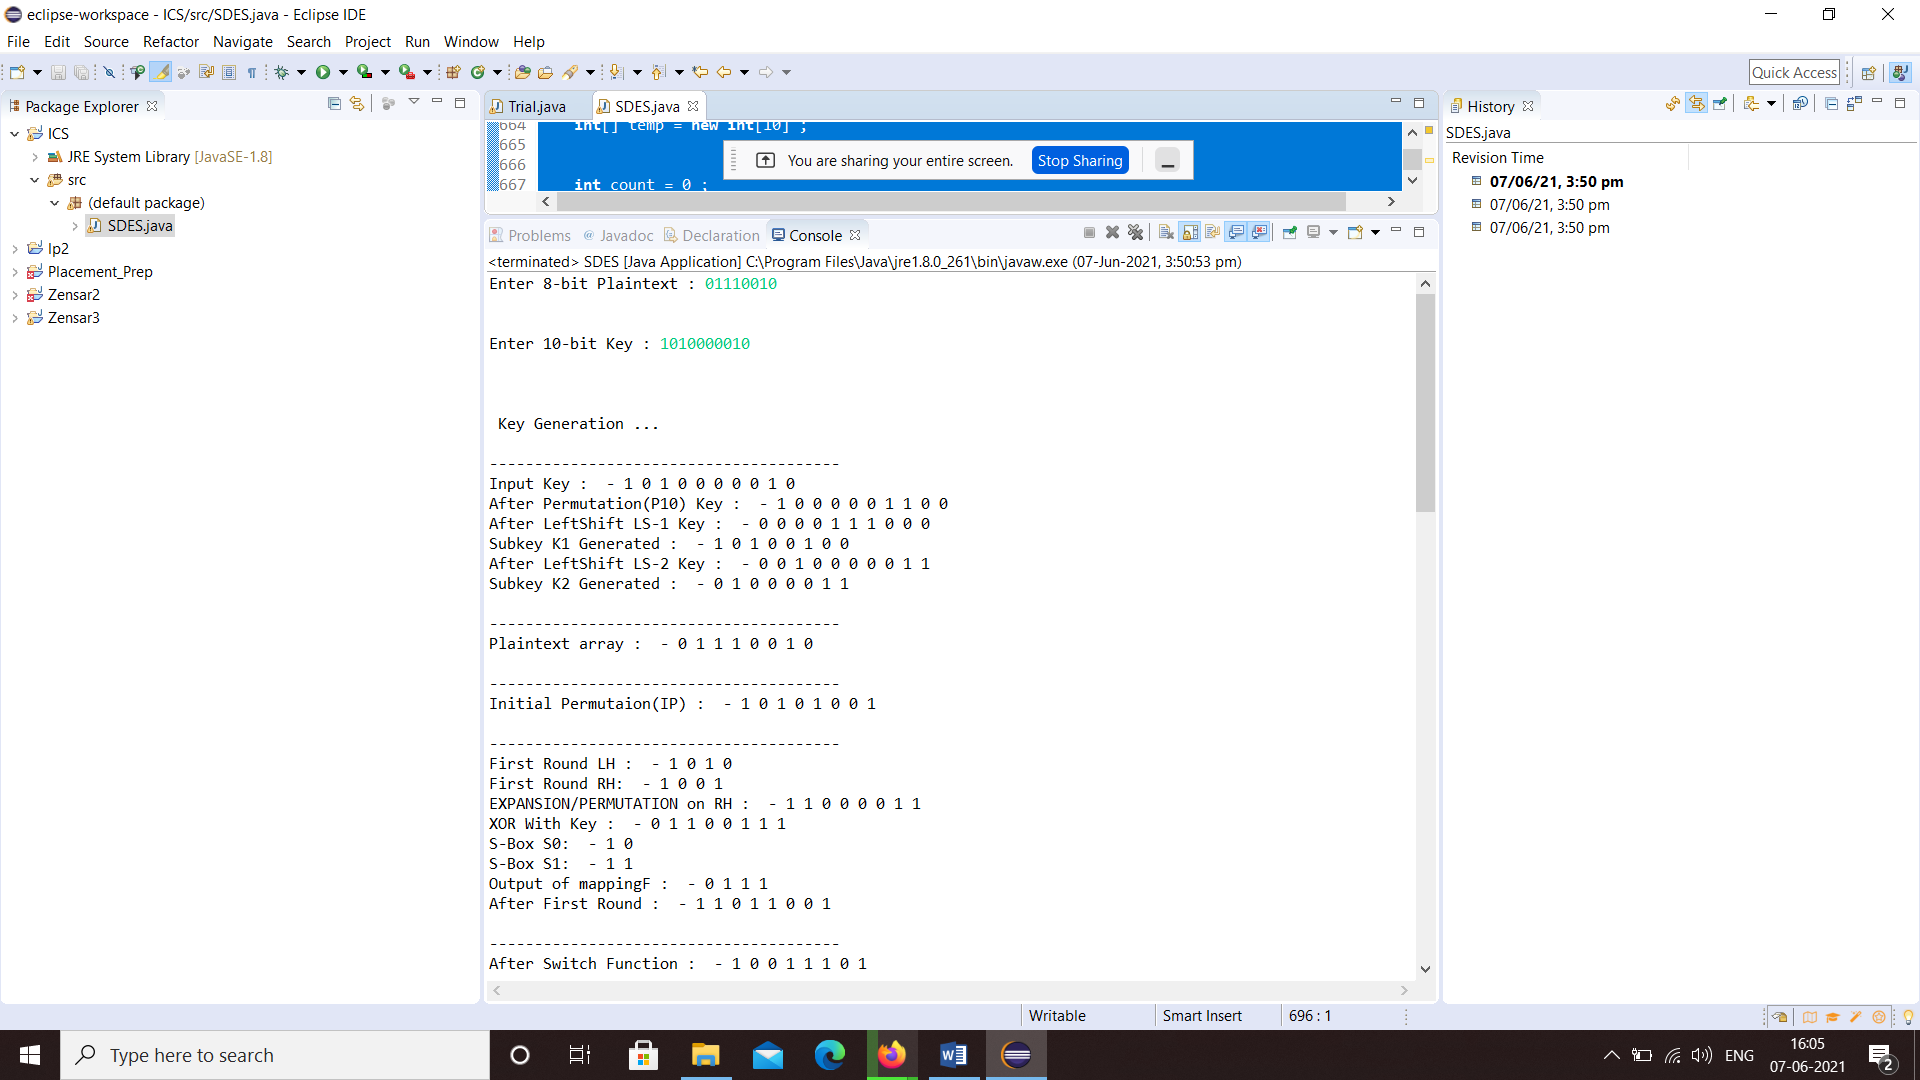 eclipse-workspace - ICS/src/SDES.java - Eclipse IDE
File Edit Source Refactor Navigate Search Project Run Window Help
Quick Access
Package Explorer
ICS
JRE System Library [JavaSE-1.8]
src
(default package)
SDES.java
Ip2
Placement_Prep
Zensar2
Zensar3
Trial.java SDES.java
664 int[] temp = new int[10] ;
665
666
667 int count = 0 ;
You are sharing your entire screen. Stop Sharing
Problems @ Javadoc Declaration Console
<terminated> SDES [Java Application] C:\Program Files\Java\jre1.8.0_261\bin\javaw.exe (07-Jun-2021, 3:50:53 pm)
Enter 8-bit Plaintext : 01110010
Enter 10-bit Key : 1010000010
Key Generation ...
---------------------------------------
Input Key :  - 1 0 1 0 0 0 0 0 1 0
After Permutation(P10) Key :  - 1 0 0 0 0 0 1 1 0 0
After LeftShift LS-1 Key :  - 0 0 0 0 1 1 1 0 0 0
Subkey K1 Generated :  - 1 0 1 0 0 1 0 0
After LeftShift LS-2 Key :  - 0 0 1 0 0 0 0 0 1 1
Subkey K2 Generated :  - 0 1 0 0 0 0 1 1
---------------------------------------
Plaintext array :  - 0 1 1 1 0 0 1 0
---------------------------------------
Initial Permutaion(IP) :  - 1 0 1 0 1 0 0 1
---------------------------------------
First Round LH :  - 1 0 1 0
First Round RH:  - 1 0 0 1
EXPANSION/PERMUTATION on RH :  - 1 1 0 0 0 0 1 1
XOR With Key :  - 0 1 1 0 0 1 1 1
S-Box S0:  - 1 0
S-Box S1:  - 1 1
Output of mappingF :  - 0 1 1 1
After First Round :  - 1 1 0 1 1 0 0 1
---------------------------------------
After Switch Function :  - 1 0 0 1 1 1 0 1
History
SDES.java
Revision Time
07/06/21, 3:50 pm
07/06/21, 3:50 pm
07/06/21, 3:50 pm
Writable Smart Insert 696 : 1
Type here to search
ENG
16:05
07-06-2021
2